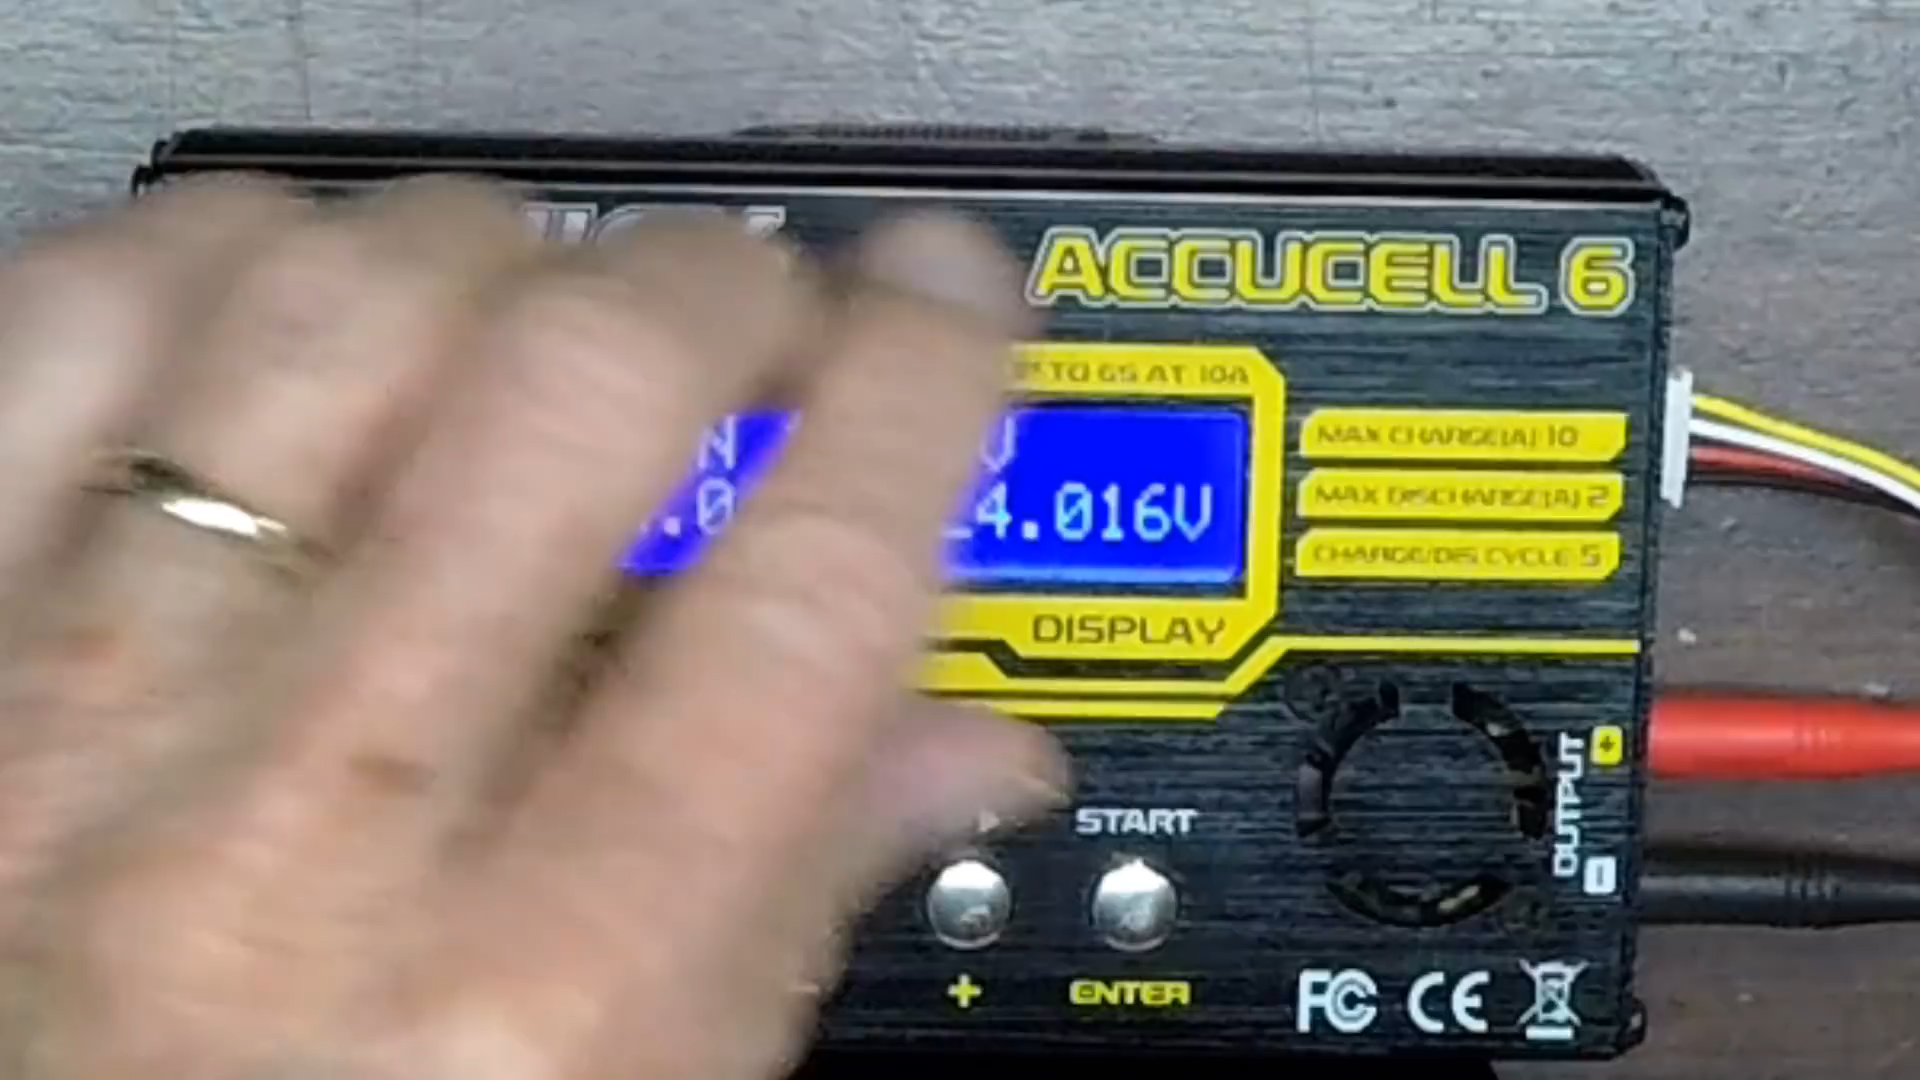 ACCUCELL 6
TO 6S AT 10A
N V
.0 4.016V
MAX CHARGE(A) 10
MAX DISCHARGE(A) 2
CHARGE/DIS CYCLE 5
DISPLAY
START
OUTPUT
+
+ ENTER
FC CE